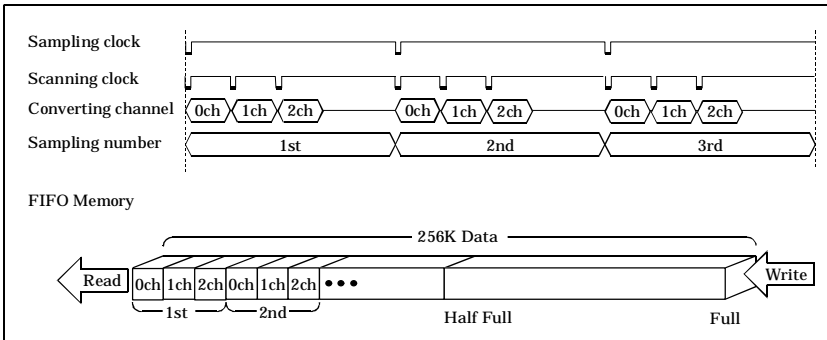 Sampling clock
Scanning clock
Converting channel 0ch 1ch 2ch 0ch 1ch 2ch 0ch 1ch 2ch
Sampling number 1st 2nd 3rd
FIFO Memory
256K Data
Read 0ch 1ch 2ch 0ch 1ch 2ch ••• Write
1st 2nd Half Full Full